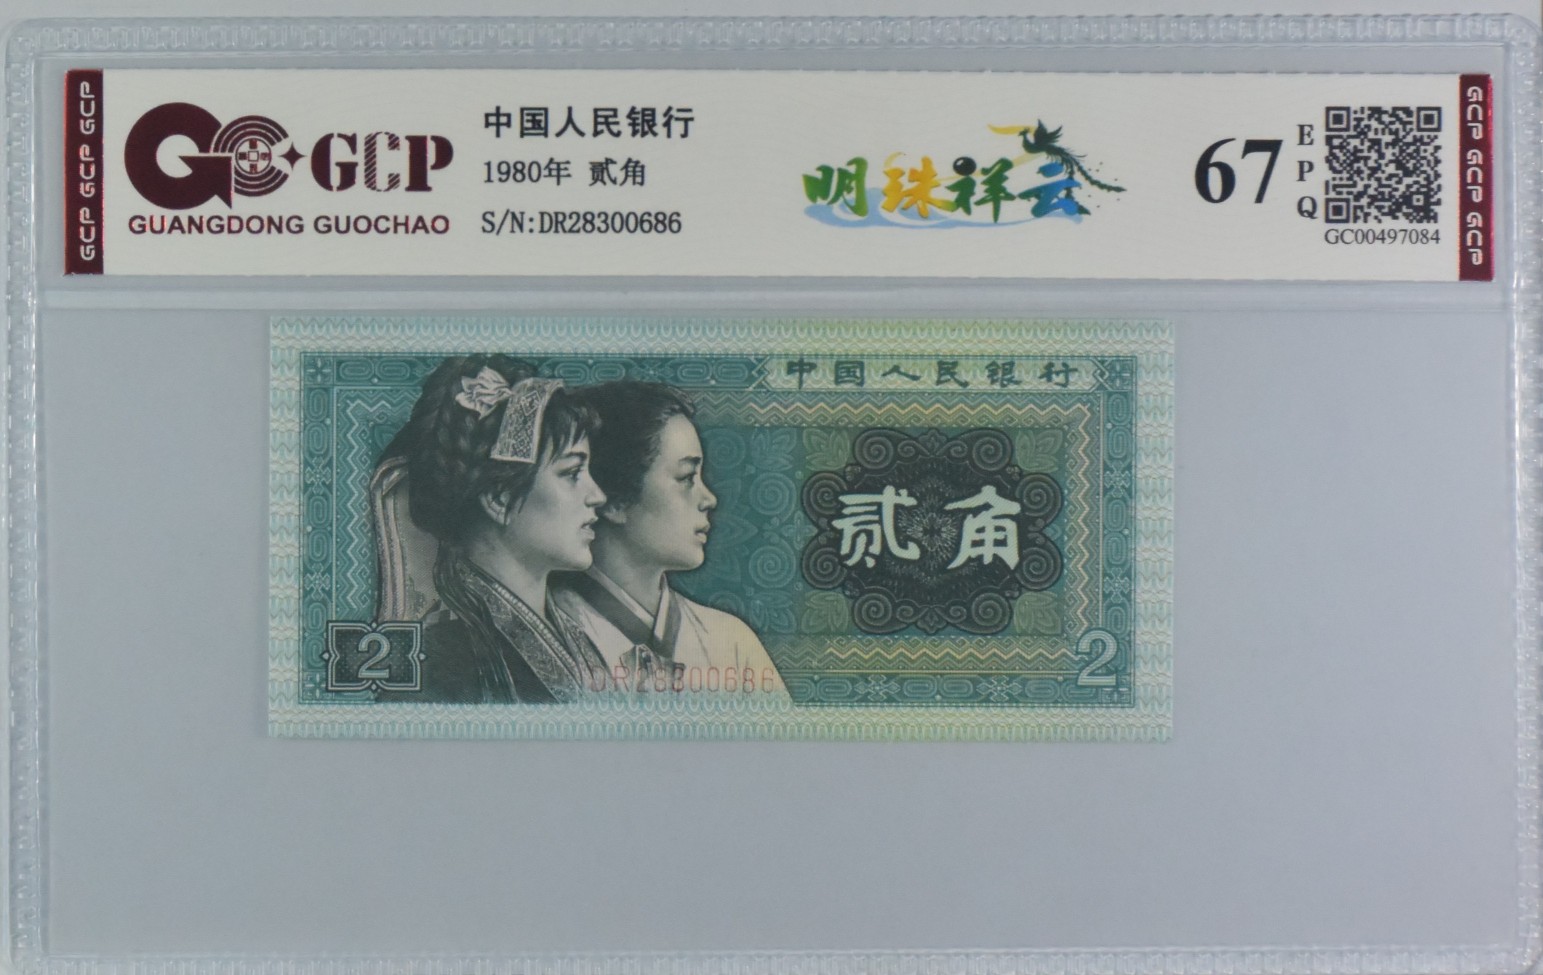 GCP GCP GCP
GCP
GUANGDONG GUOCHAO
中国人民银行
1980年 贰角
S/N:DR28300686
明珠祥云
67
EPQ
GC00497084
GCP GCP GCP
中国人民银行
贰角
2
DR28300686
2